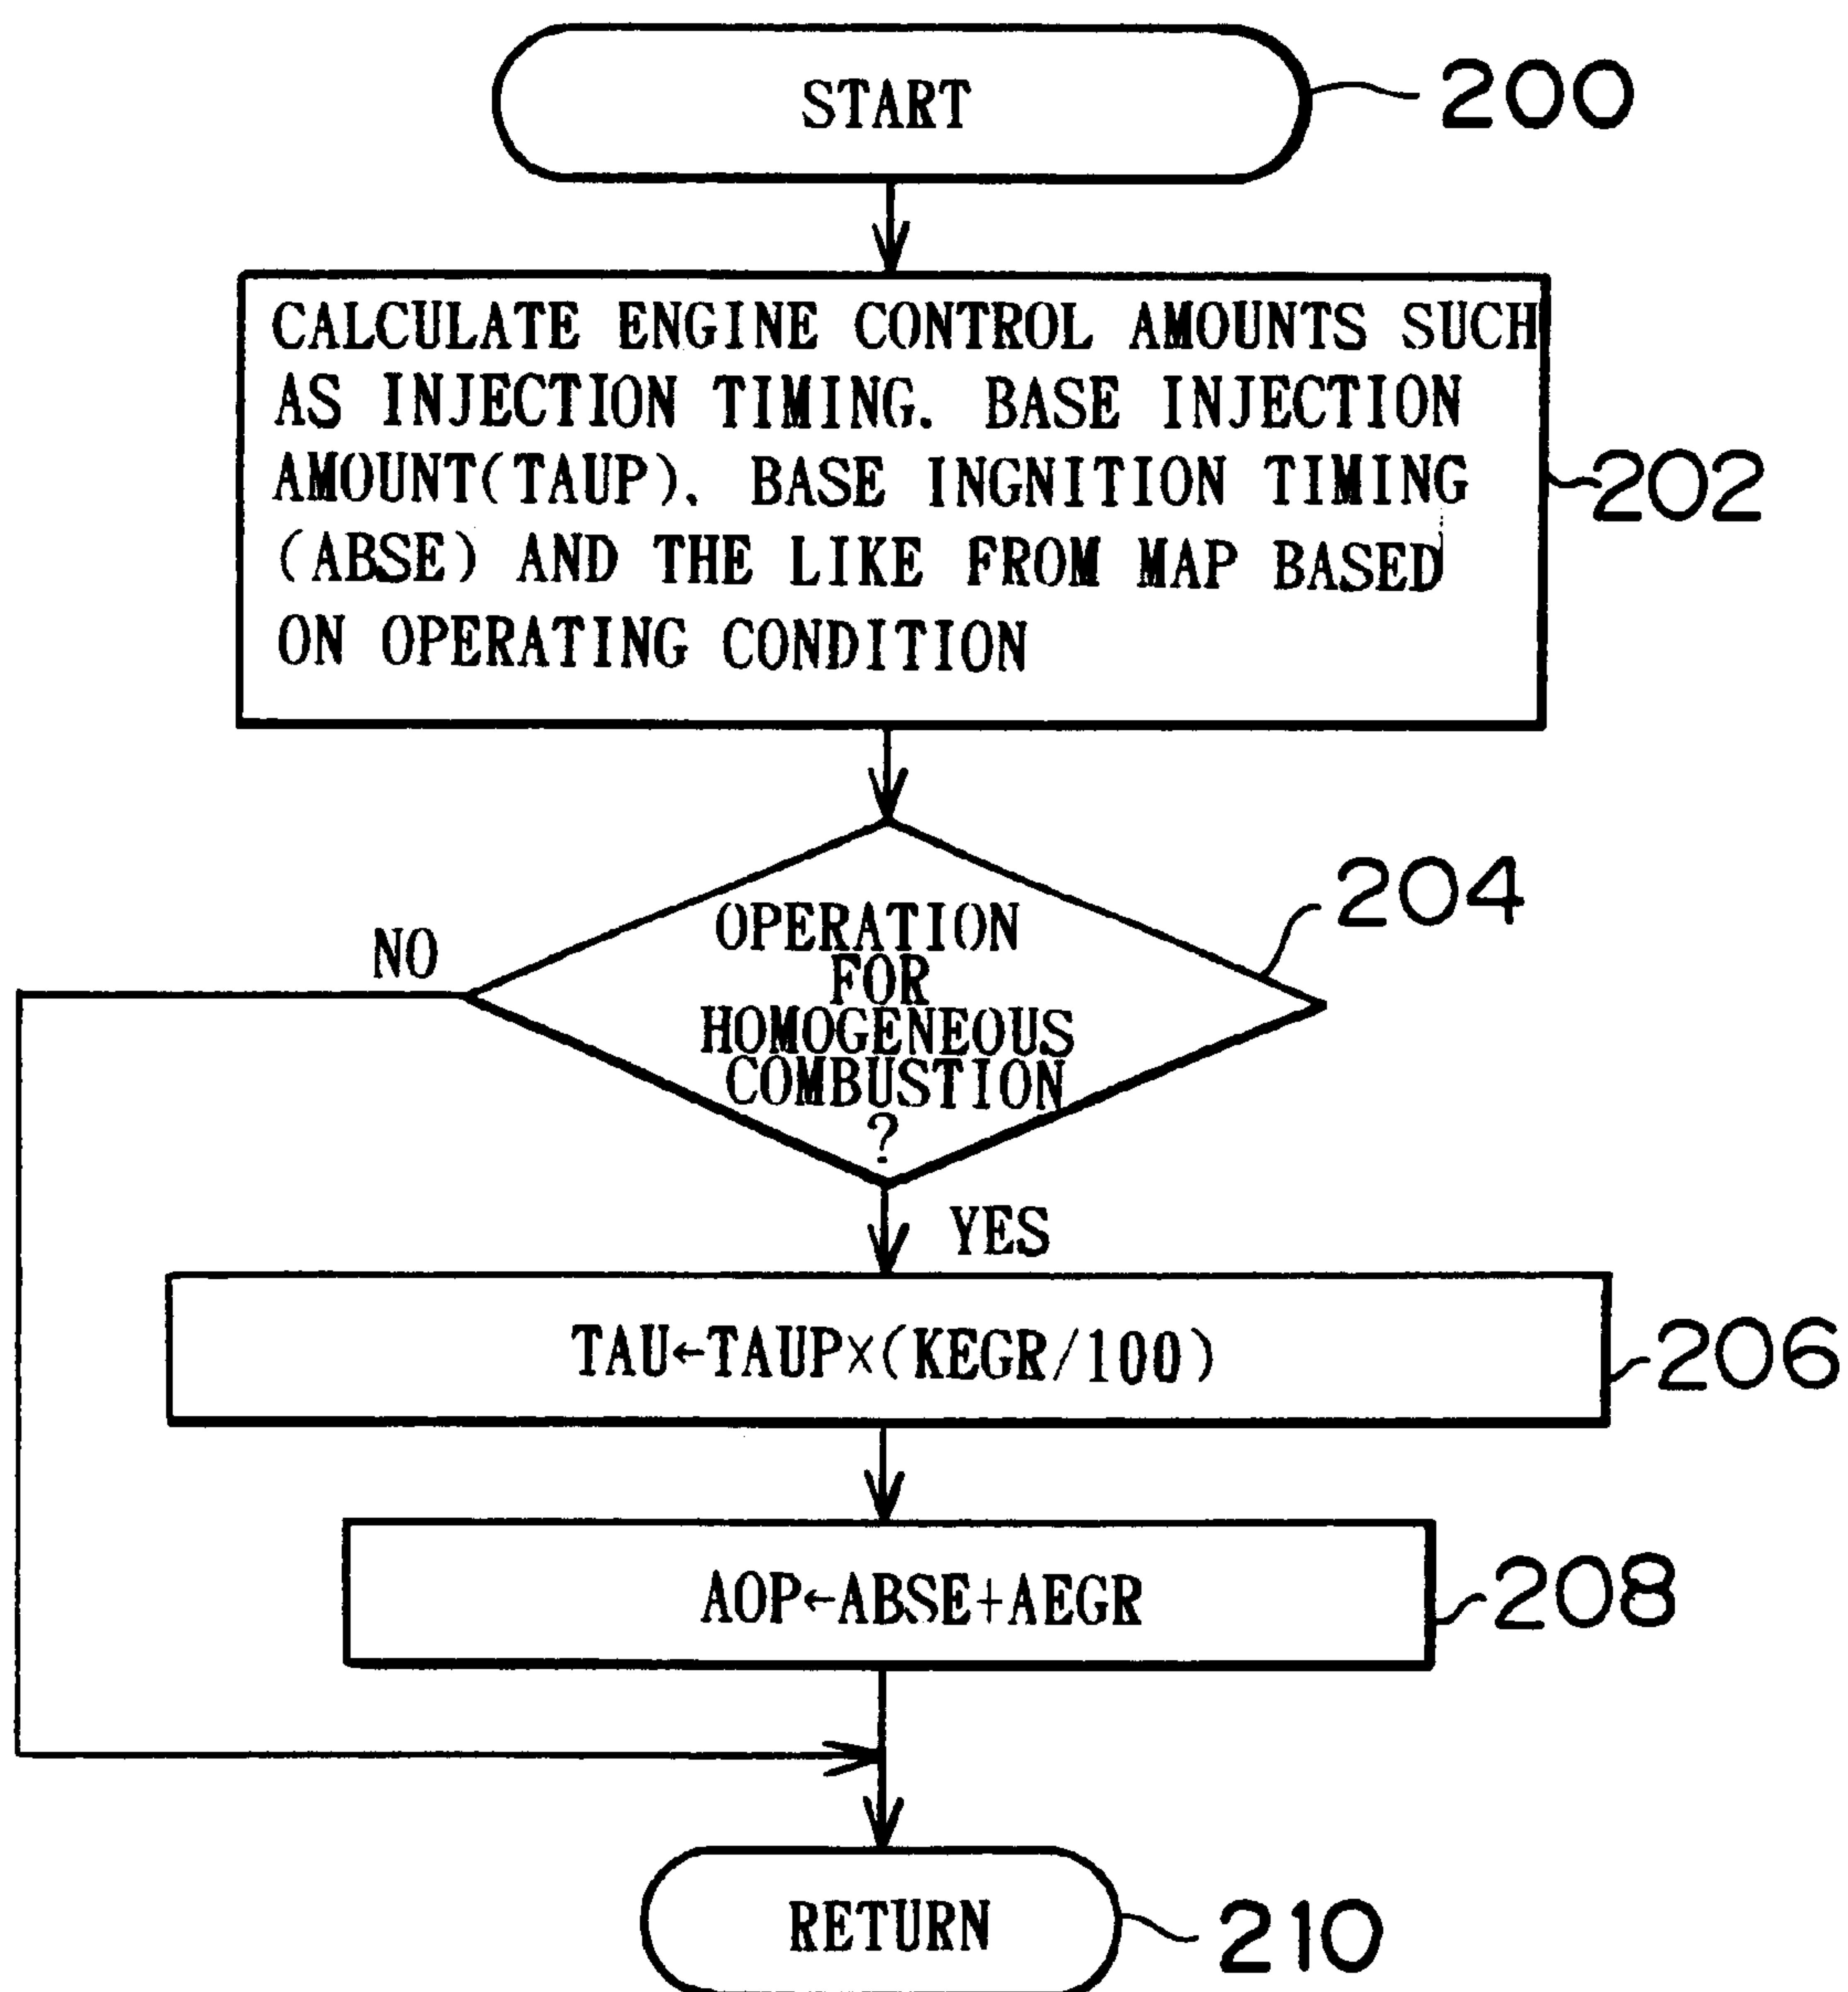 START
200
CALCULATE ENGINE CONTROL AMOUNTS SUCH
AS INJECTION TIMING. BASE INJECTION
AMOUNT(TAUP). BASE INGNITION TIMING
(ABSE) AND THE LIKE FROM MAP BASED
ON OPERATING CONDITION
202
OPERATION
FOR
HOMOGENEOUS
COMBUSTION
?
204
NO
YES
TAU←TAUP×(KEGR/100)
206
AOP←ABSE+AEGR
208
RETURN
210